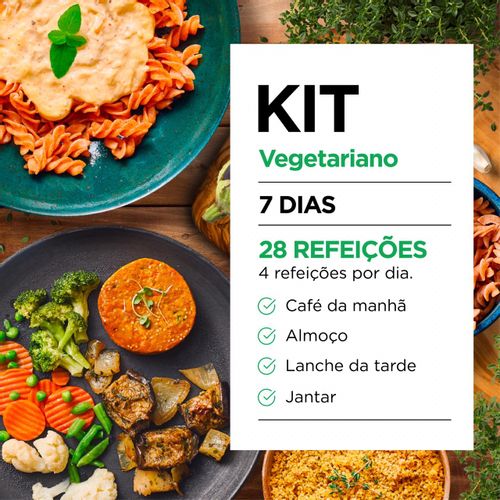 KIT
Vegetariano
7 DIAS
28 REFEIÇÕES
4 refeições por dia.
Café da manhã
Almoço
Lanche da tarde
Jantar